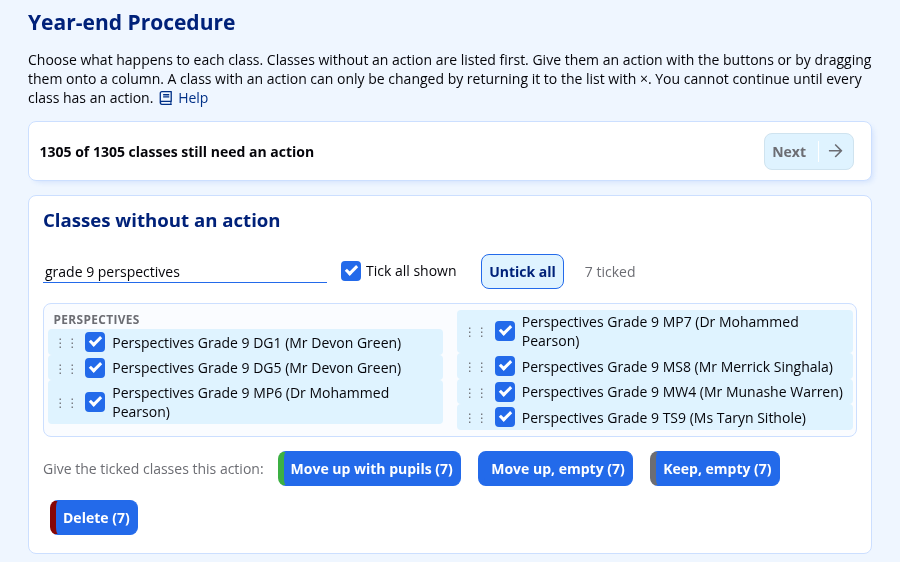 Year-end Procedure
Choose what happens to each class. Classes without an action are listed first. Give them an action with the buttons or by dragging
them onto a column. A class with an action can only be changed by returning it to the list with ×. You cannot continue until every
class has an action. Help
1305 of 1305 classes still need an action
Next
Classes without an action
grade 9 perspectives
Tick all shown
Untick all
7 ticked
PERSPECTIVES
Perspectives Grade 9 DG1 (Mr Devon Green)
Perspectives Grade 9 DG5 (Mr Devon Green)
Perspectives Grade 9 MP6 (Dr Mohammed
Pearson)
Perspectives Grade 9 MP7 (Dr Mohammed
Pearson)
Perspectives Grade 9 MS8 (Mr Merrick Singhala)
Perspectives Grade 9 MW4 (Mr Munashe Warren)
Perspectives Grade 9 TS9 (Ms Taryn Sithole)
Give the ticked classes this action:
Move up with pupils (7)
Move up, empty (7)
Keep, empty (7)
Delete (7)